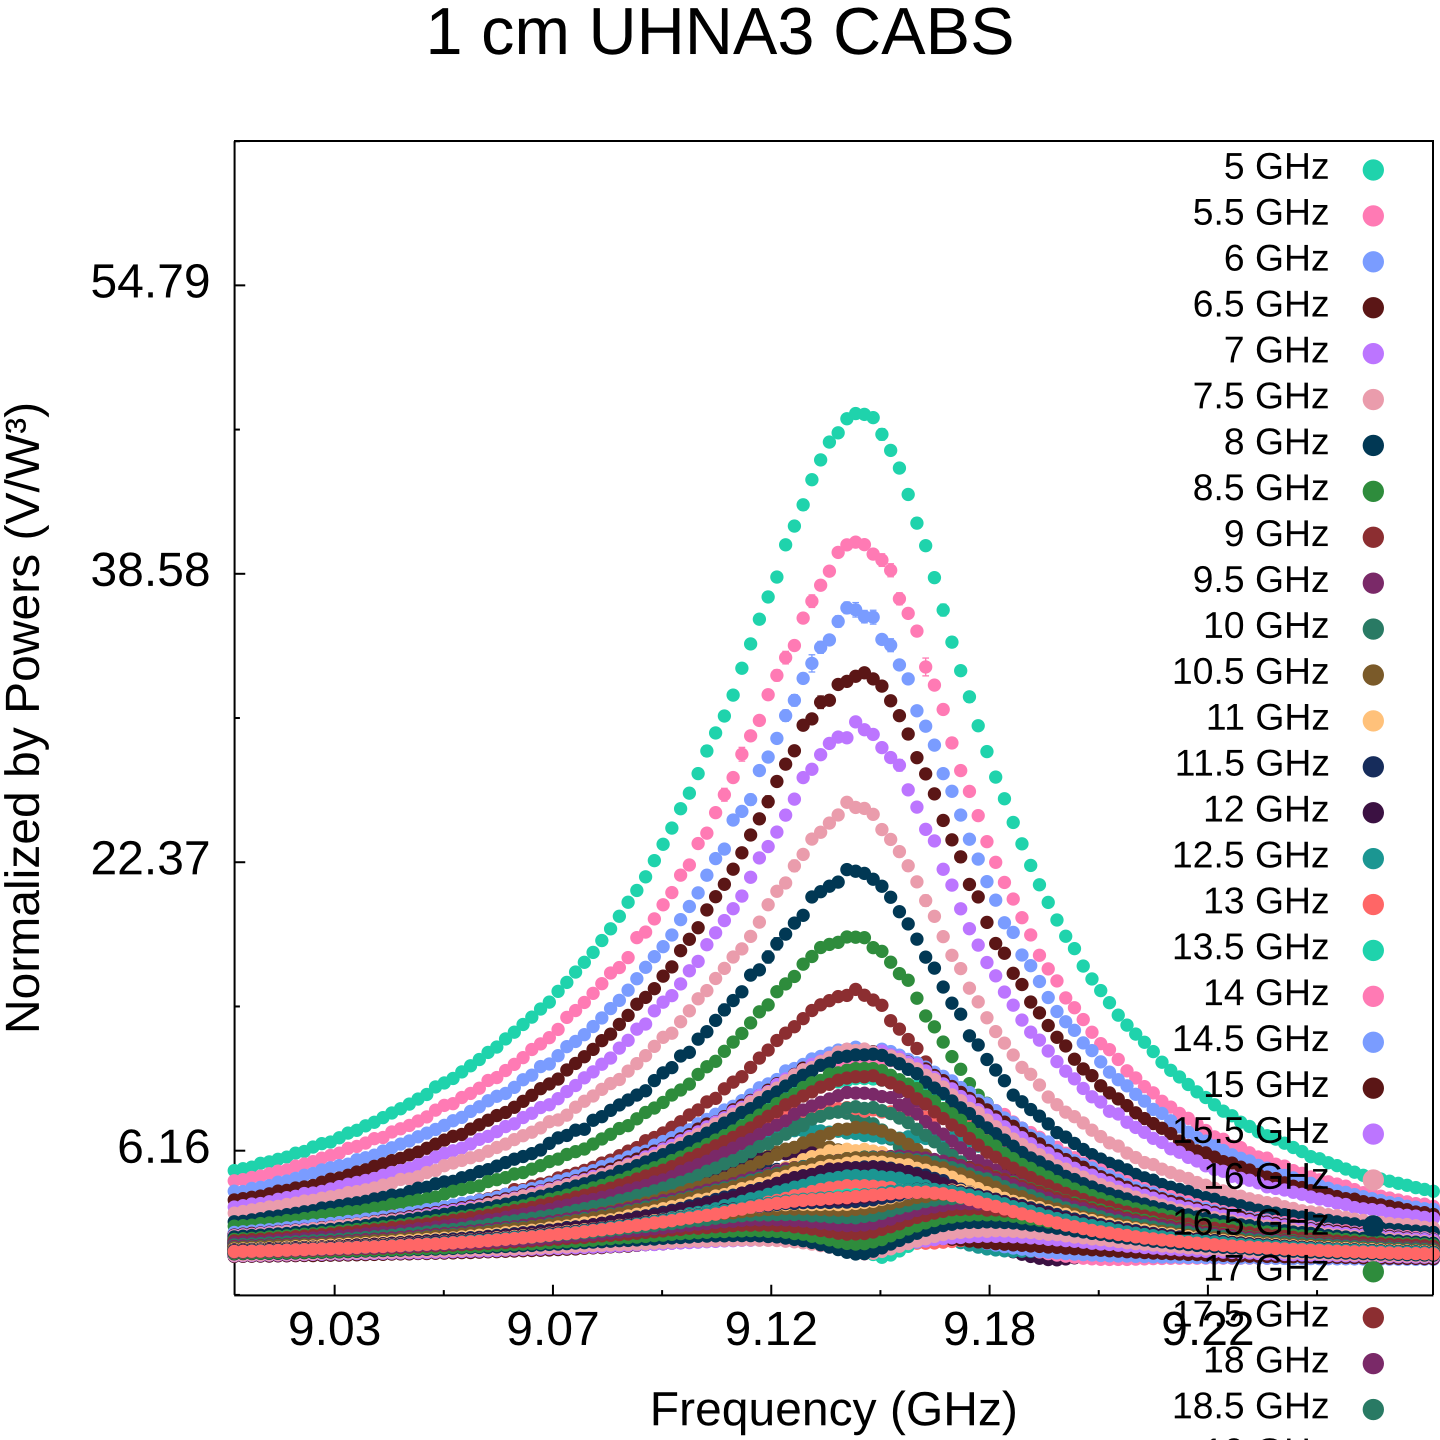 1 cm UHNA3 CABS
Normalized by Powers (V/W³)
54.79
38.58
22.37
6.16
5 GHz
5.5 GHz
6 GHz
6.5 GHz
7 GHz
7.5 GHz
8 GHz
8.5 GHz
9 GHz
9.5 GHz
10 GHz
10.5 GHz
11 GHz
11.5 GHz
12 GHz
12.5 GHz
13 GHz
13.5 GHz
14 GHz
14.5 GHz
15 GHz
15.5 GHz
16 GHz
16.5 GHz
17 GHz
17.5 GHz
18 GHz
18.5 GHz
9.03 9.07 9.12 9.18 9.22
Frequency (GHz)